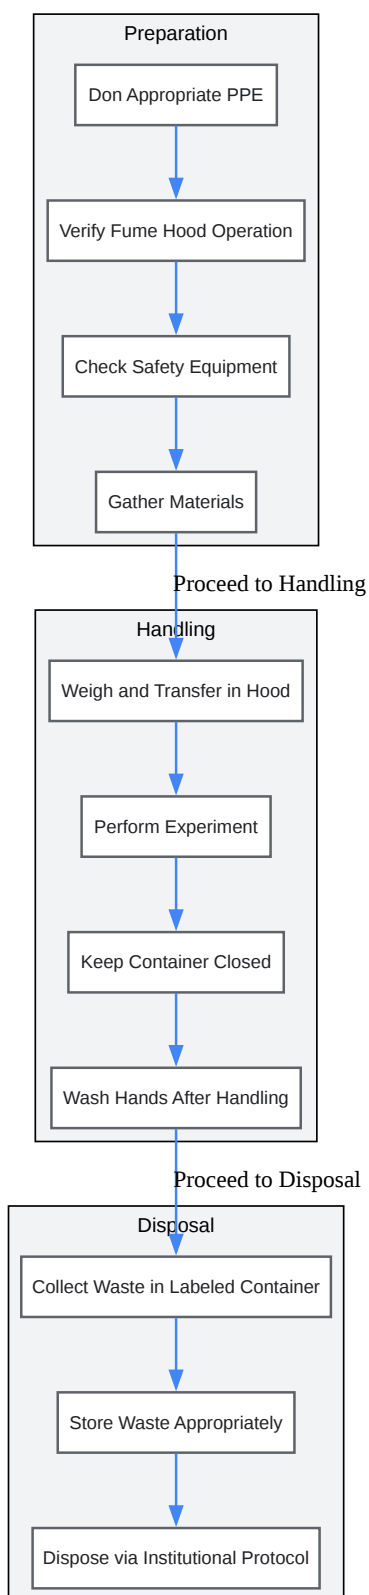 Preparation
Don Appropriate PPE
Verify Fume Hood Operation
Check Safety Equipment
Gather Materials
Proceed to Handling
Handling
Weigh and Transfer in Hood
Perform Experiment
Keep Container Closed
Wash Hands After Handling
Proceed to Disposal
Disposal
Collect Waste in Labeled Container
Store Waste Appropriately
Dispose via Institutional Protocol